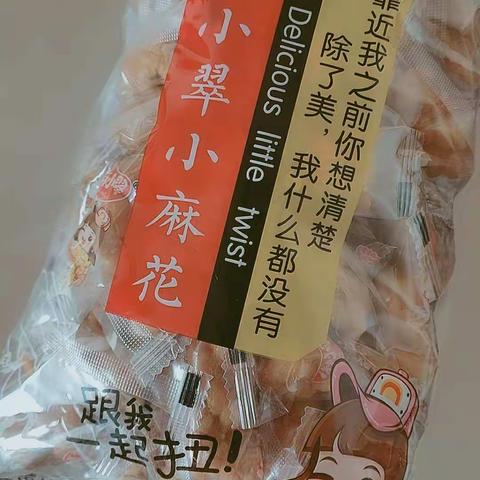 小翠小麻花
Delicious little twist
靠近我之前你想清楚
除了美，我什么都没有
跟我
一起扭！